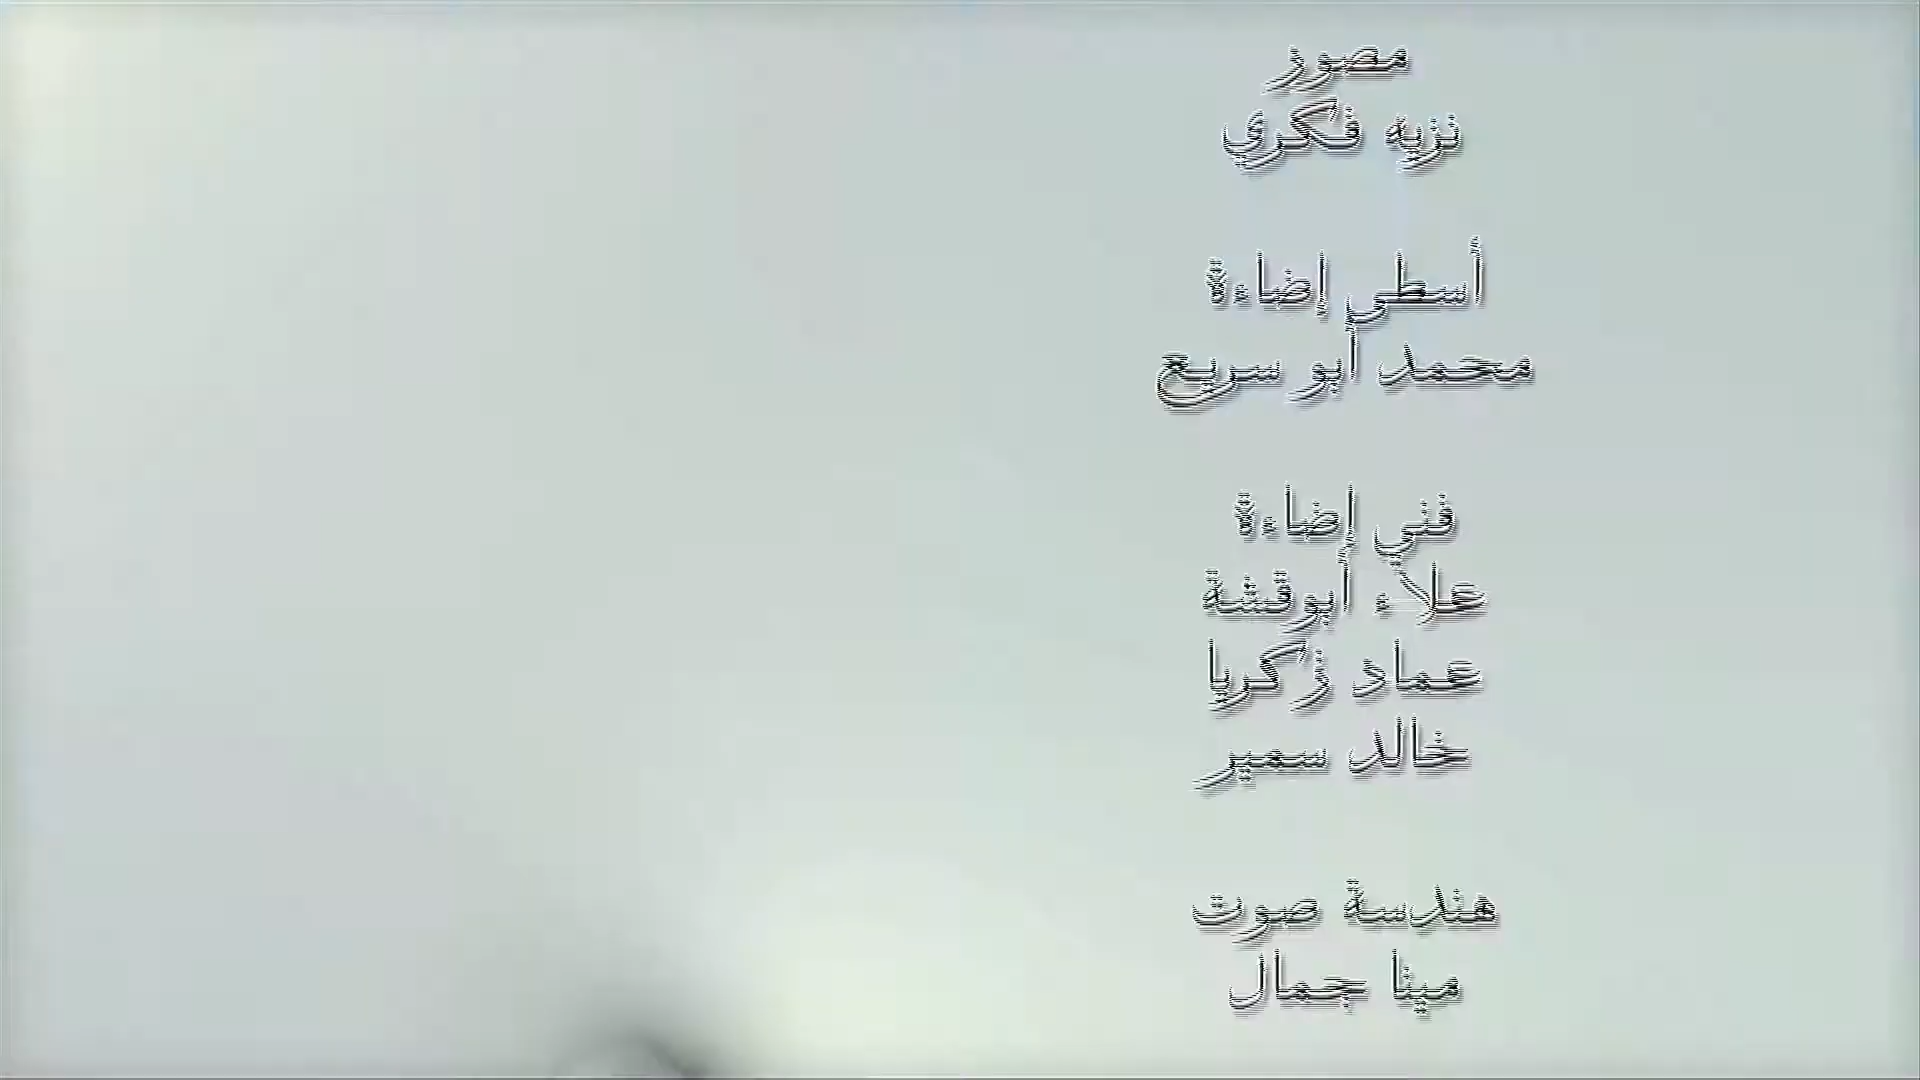 مصور
نزيه فكري
أسطى إضاءة
محمد أبو سريع
فني إضاءة
علاء أبوقشة
عماد زكريا
خالد سمير
هندسة صوت
مينا جمال